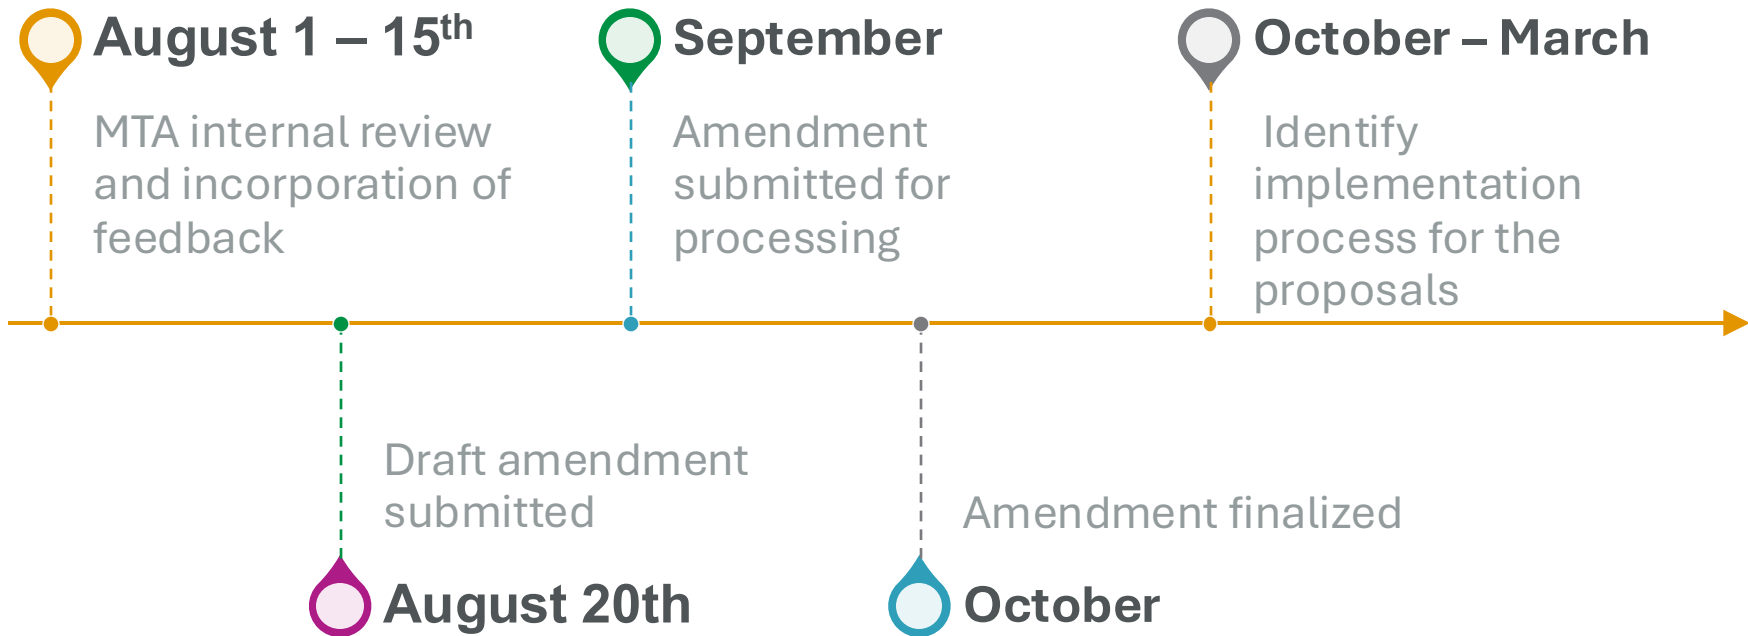 August 1 – 15th
MTA internal review
and incorporation of
feedback
Draft amendment
submitted
August 20th
September
Amendment
submitted for
processing
Amendment finalized
October
October – March
Identify
implementation
process for the
proposals